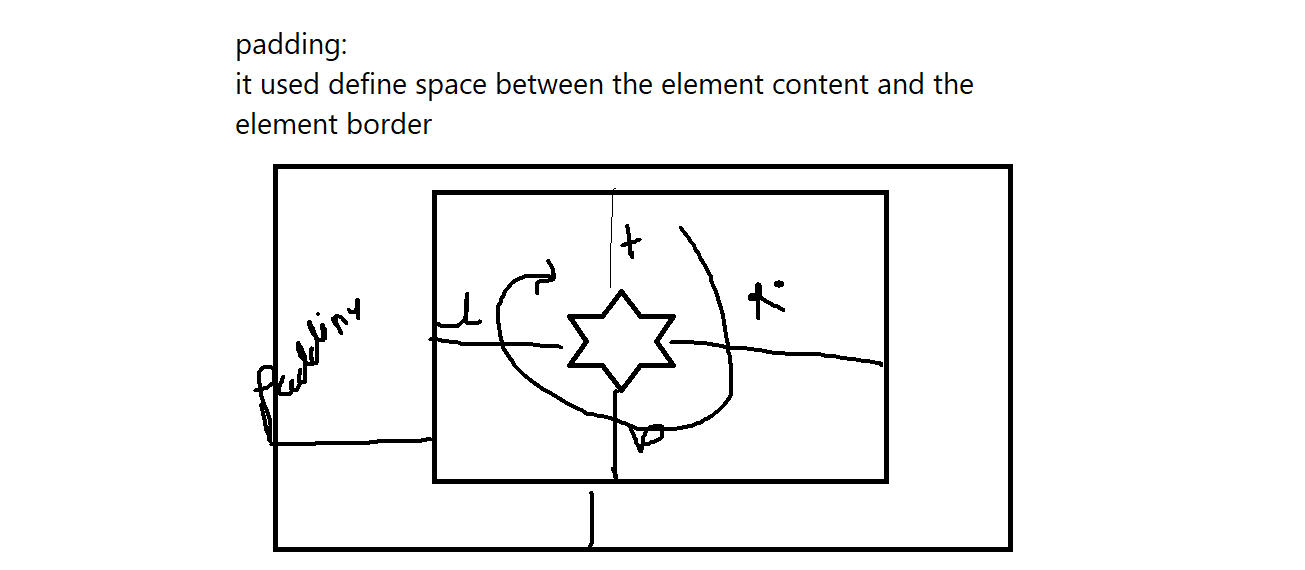 padding:
it used define space between the element content and the
element border
t
l
padding
b